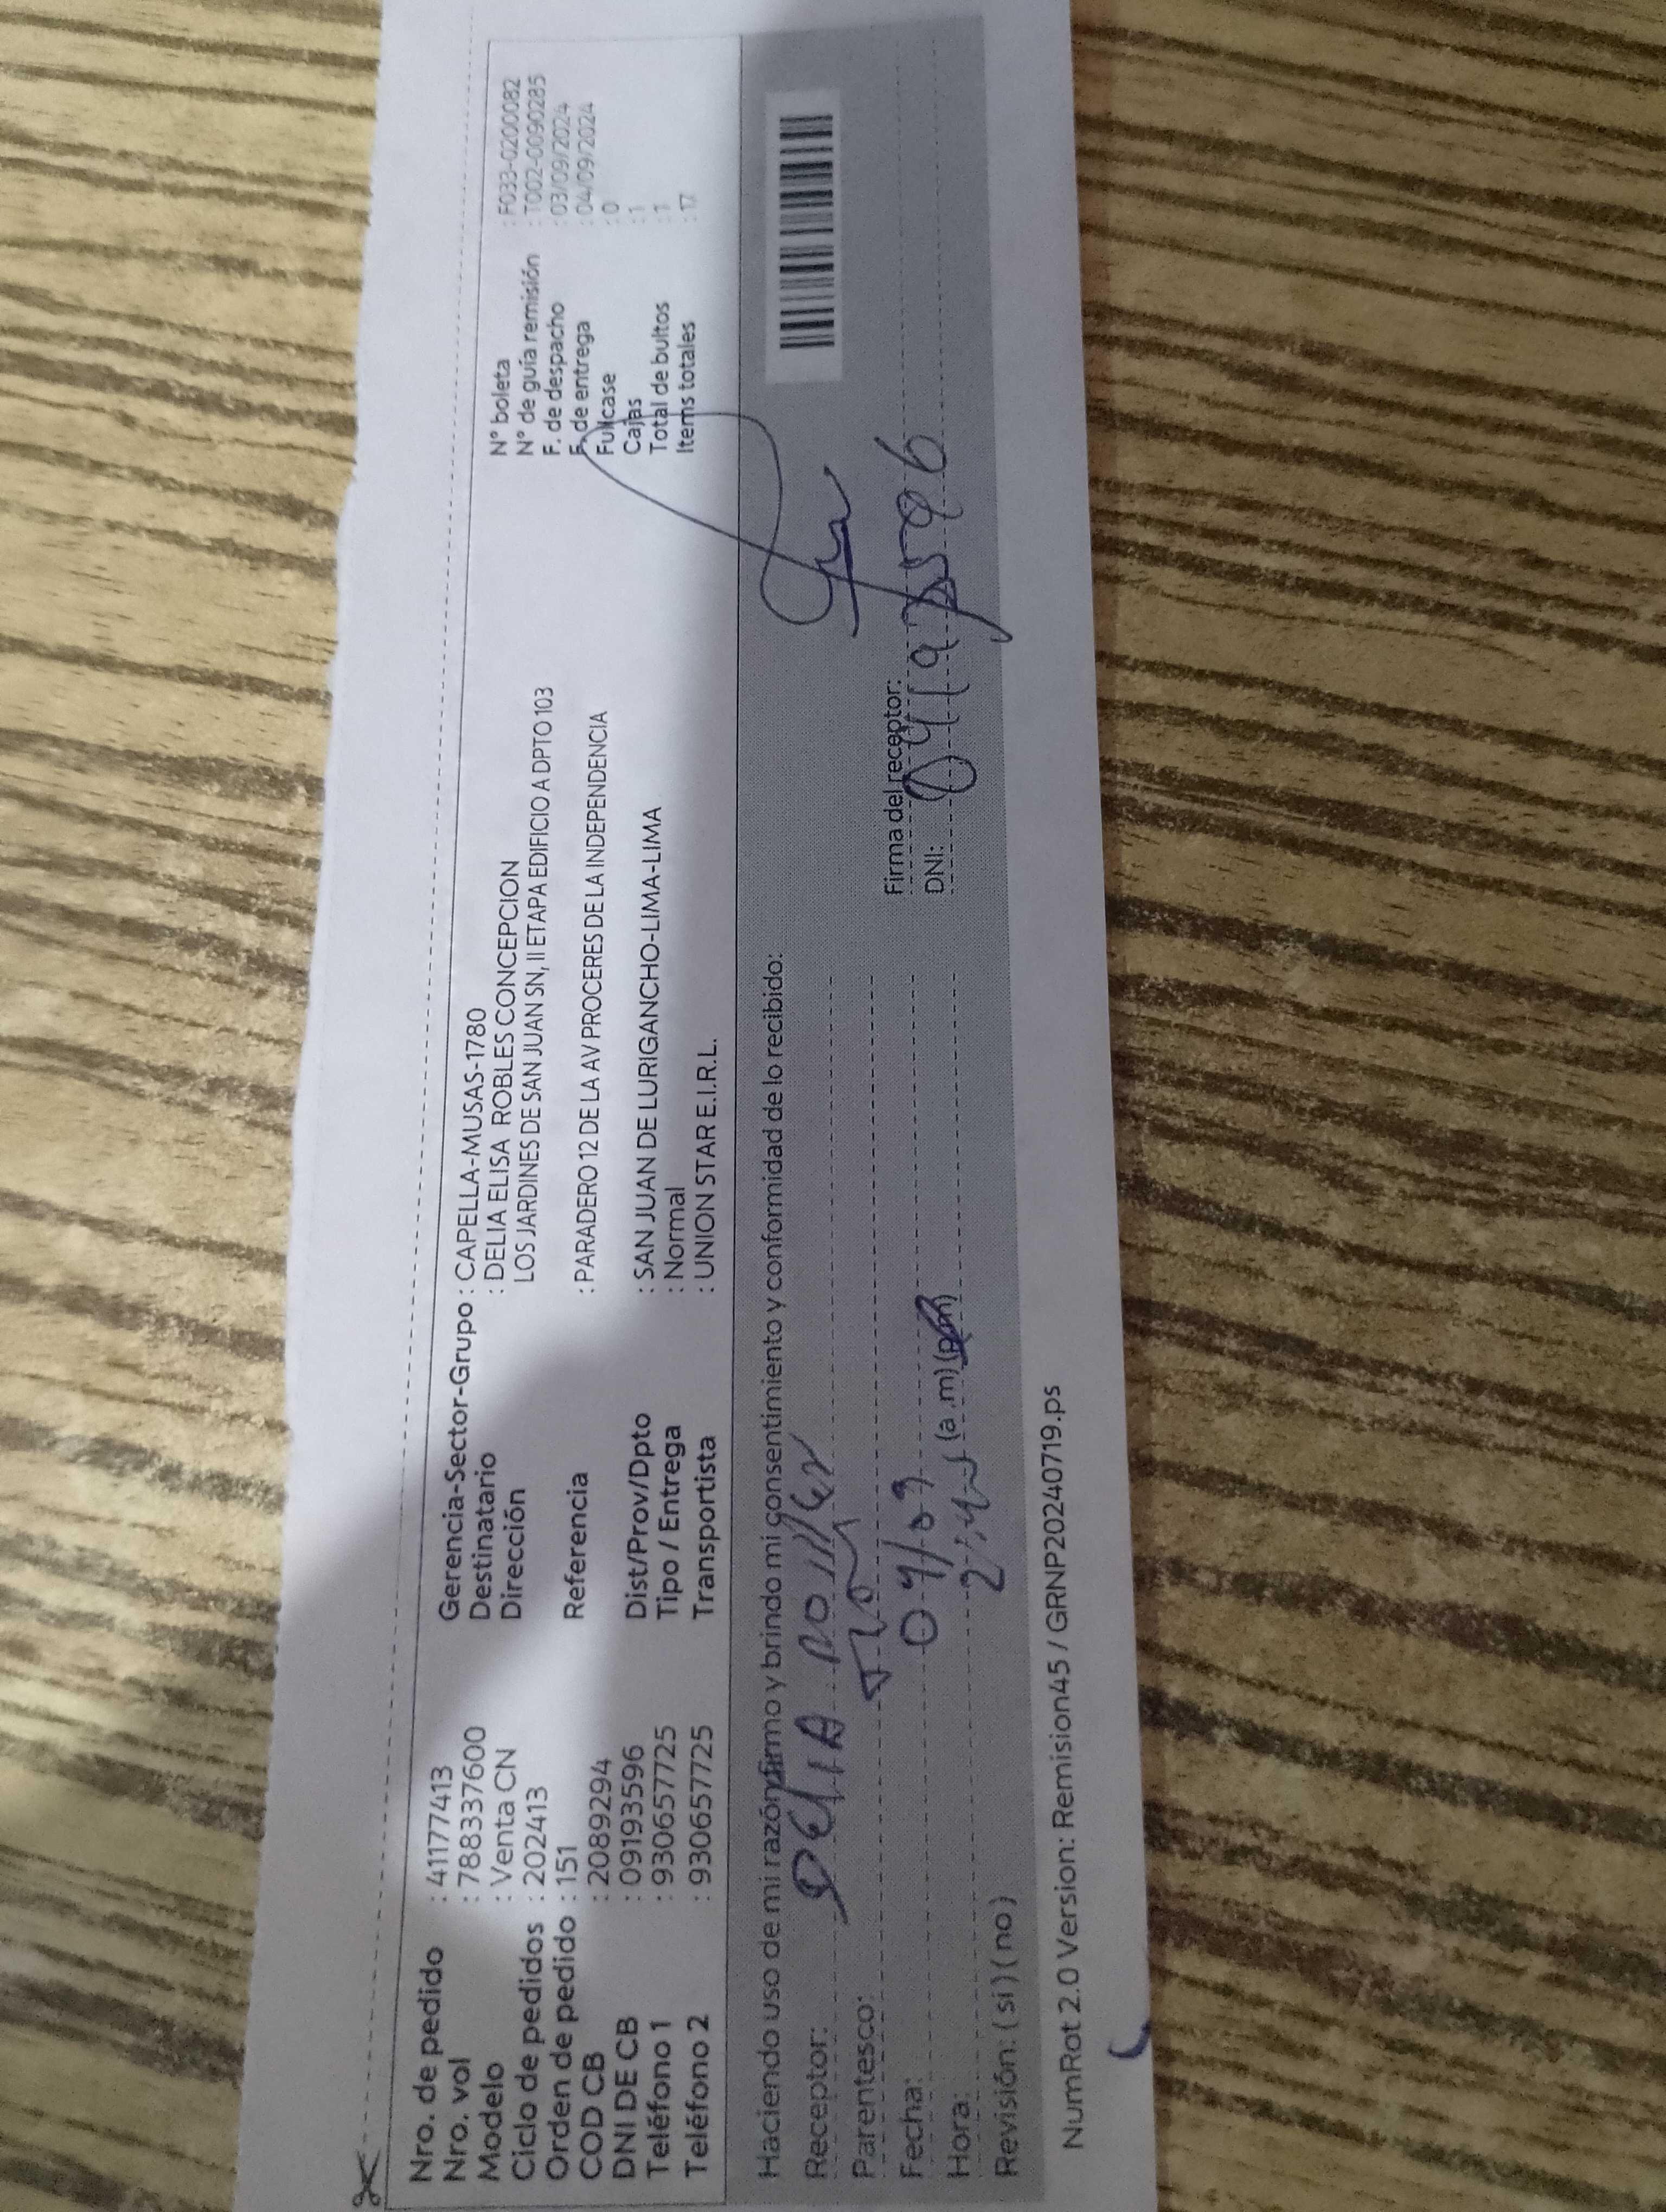 Nro. de pedido : 41177413
Nro. vol : 7883337600
Modelo : Venta CN
Ciclo de pedidos : 202413
Orden de pedido : 151
COD CB : 2089294
DNI DE CB : 09193596
Teléfono 1 : 930657725
Teléfono 2 : 930657725
Gerencia-Sector-Grupo : CAPELLA-MUSAS-1780
Destinatario : DELIA ELISA ROBLES CONCEPCION
Dirección LOS JARDINES DE SAN JUAN SN, II ETAPA EDIFICIO A DPTO 103
Referencia : PARADERO 12 DE LA AV PROCERES DE LA INDEPENDENCIA
Dist/Prov/Dpto : SAN JUAN DE LURIGANCHO-LIMA-LIMA
Tipo / Entrega : Normal
Transportista : UNION STAR E.I.R.L.
N° boleta : F033-0200082
N° de guía remisión : T002-0090285
F. de despacho : 03/09/2024
F. de entrega : 04/09/2024
Fullcase : 0
Cajas : 1
Total de bultos : 1
Items totales : 17
Haciendo uso de mi razón firmo y brindo mi consentimiento y conformidad de lo recibido:
Receptor: DELIA
Parentesco:
Fecha: 04/09
Hora: (a.m) (p.m)
Revisión: ( si ) ( no )
Firma del receptor:
DNI:
NumRot 2.0 Version: Remision45 / GRNP20240719.ps